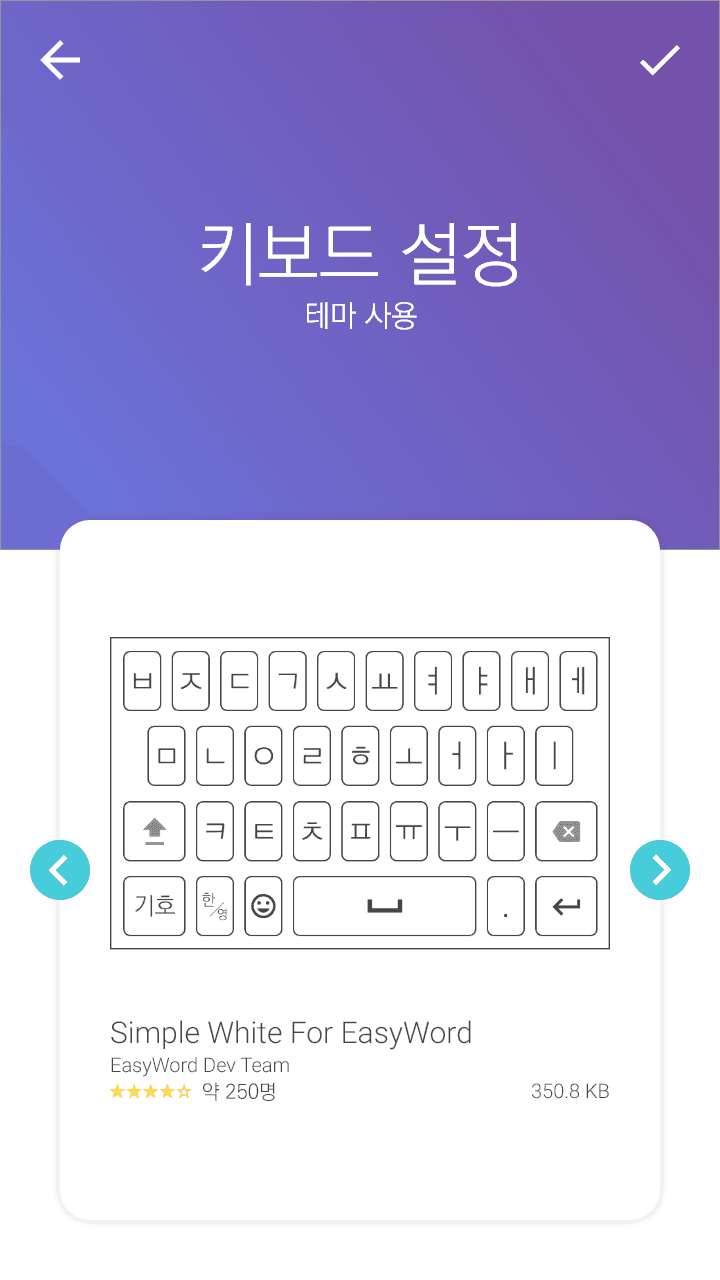 키보드 설정
테마 사용
ㅂ ㅈ ㄷ ㄱ ㅅ ㅛ ㅕ ㅑ ㅐ ㅔ
ㅁ ㄴ ㅇ ㄹ ㅎ ㅗ ㅓ ㅏ ㅣ
ㅋ ㅌ ㅊ ㅍ ㅠ ㅜ ㅡ
기호 한/영 .
Simple White For EasyWord
EasyWord Dev Team
약 250명 350.8 KB